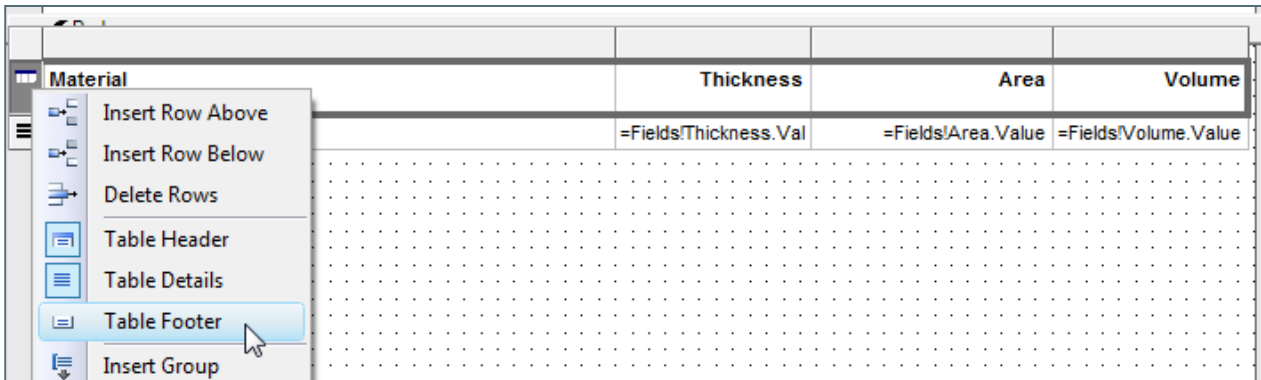 Material Thickness Area Volume
=Fields!Thickness.Val =Fields!Area.Value =Fields!Volume.Value
Insert Row Above
Insert Row Below
Delete Rows
Table Header
Table Details
Table Footer
Insert Group